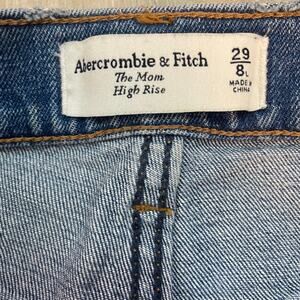 Abercrombie & Fitch
The Mom
High Rise
29
8L
MADE IN
CHINA